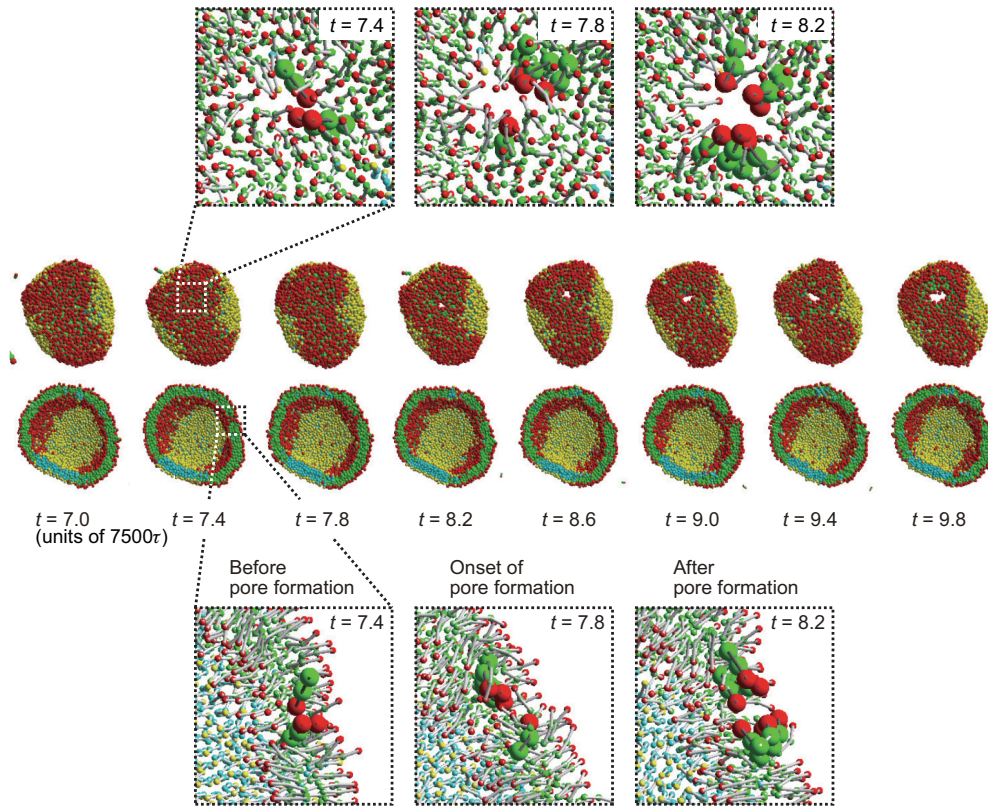 t = 7.4
t = 7.8
t = 8.2
t = 7.0
t = 7.4
t = 7.8
t = 8.2
t = 8.6
t = 9.0
t = 9.4
t = 9.8
(units of 7500τ)
Before
pore formation
Onset of
pore formation
After
pore formation
t = 7.4
t = 7.8
t = 8.2